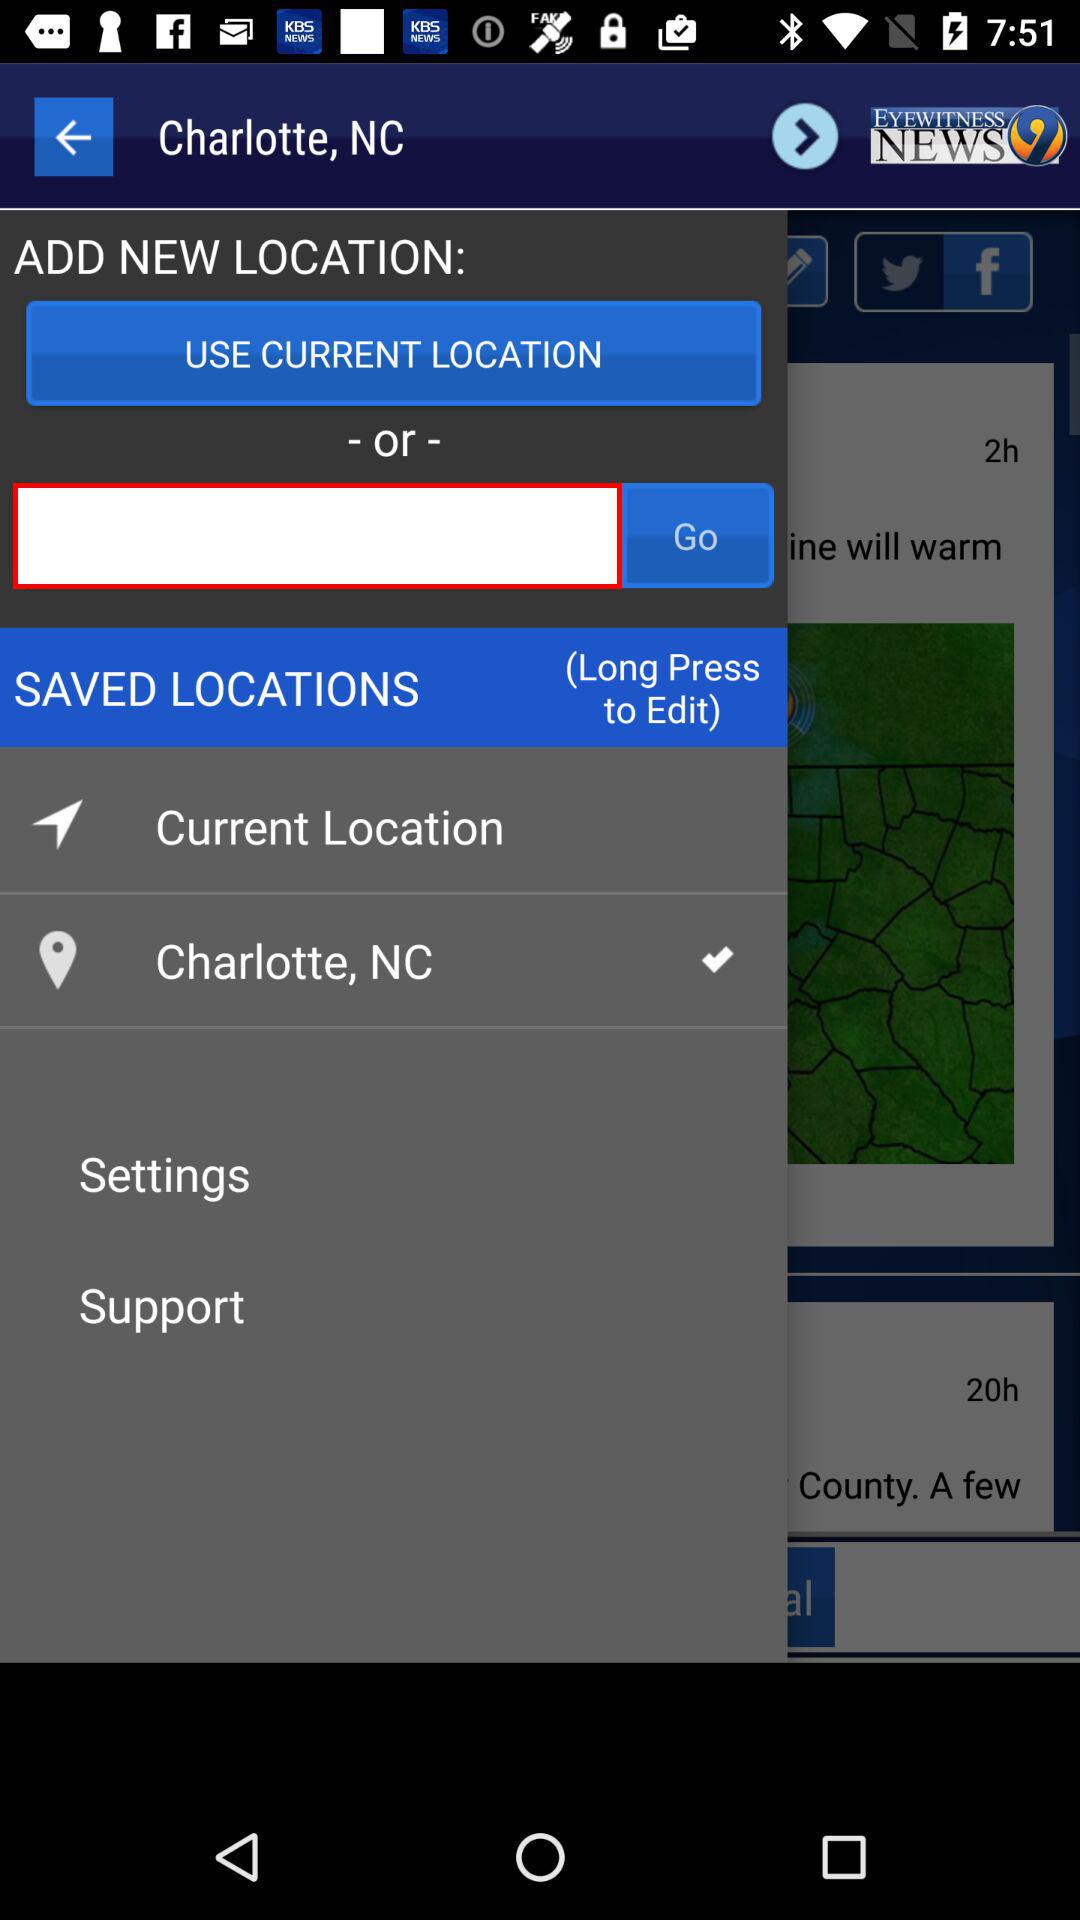 KBS NEWS
KBS NEWS
FAKE
7:51
Charlotte, NC
EYEWITNESS
NEWS 9
ADD NEW LOCATION:
USE CURRENT LOCATION
- or -
2h
Go
ine will warm
SAVED LOCATIONS
(Long Press
to Edit)
Current Location
Charlotte, NC
Settings
Support
20h
County. A few
al